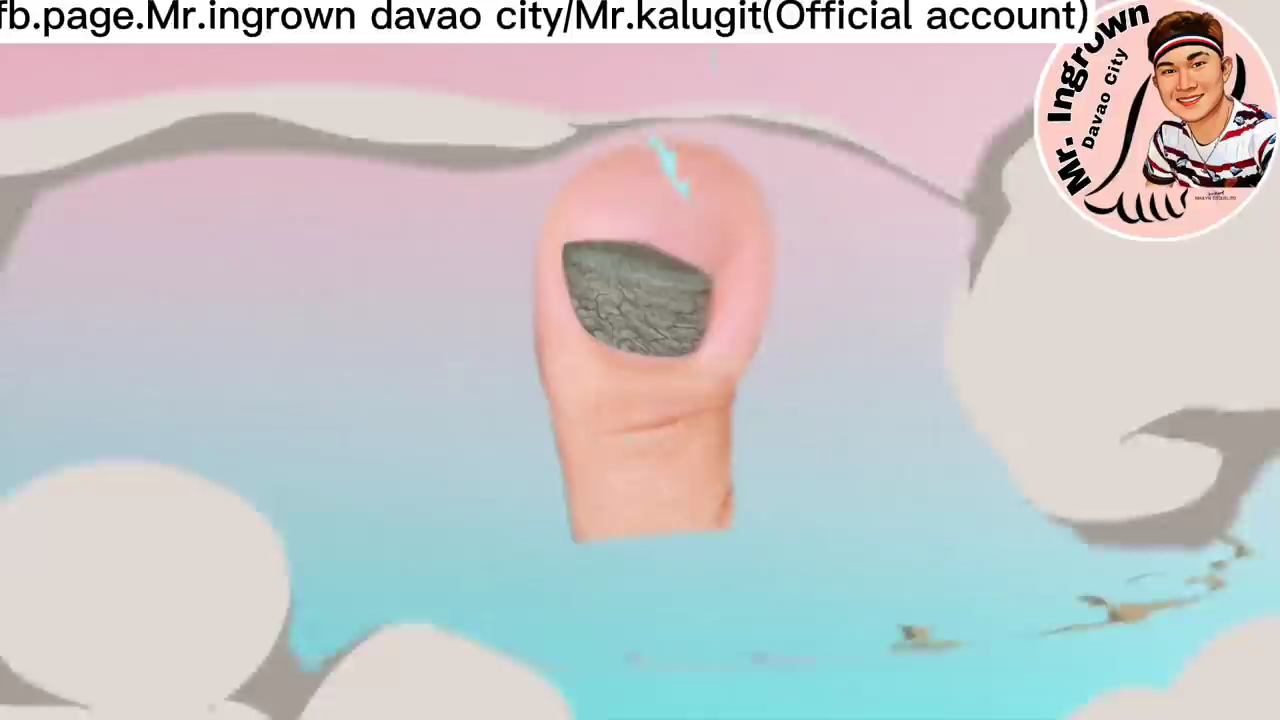 fb.page.Mr.ingrown davao city/Mr.kalugit(Official account)
Mr. Ingrown
Davao City